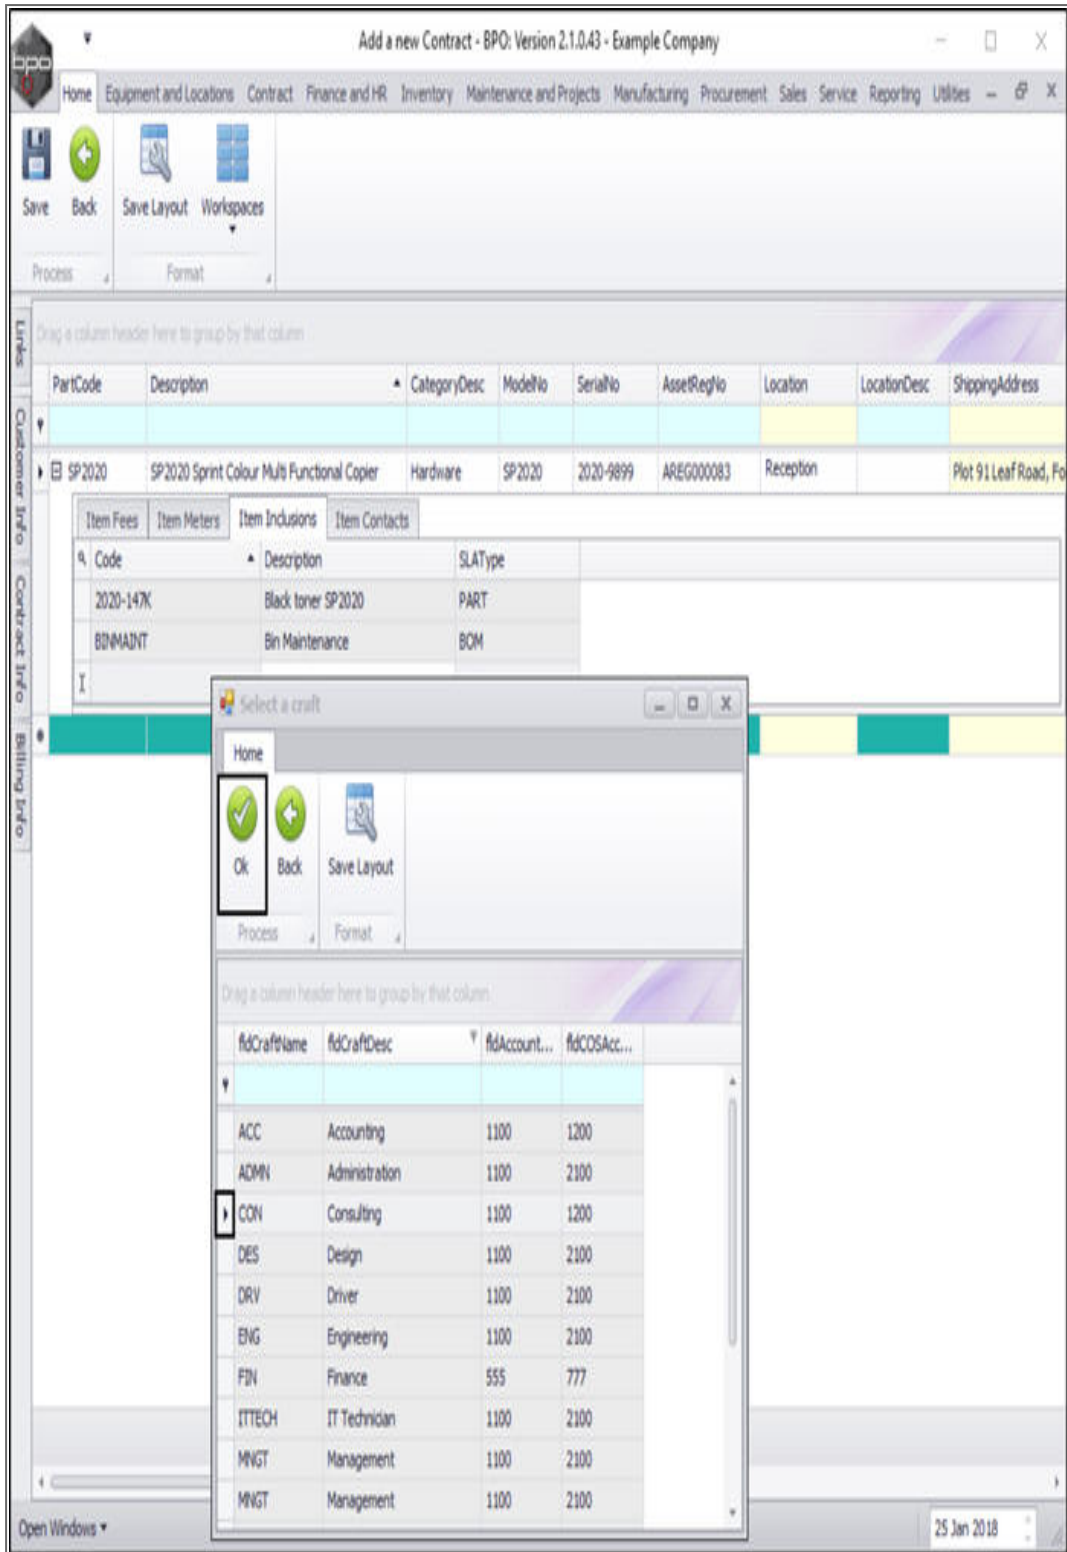 Add a new Contract - BPO: Version 2.1.0.43 - Example Company
bpo
Home Equipment and Locations Contract Finance and HR Inventory Maintenance and Projects Manufacturing Procurement Sales Service Reporting Utilities
Save Back Save Layout Workspaces
Process Format
Links
Customer Info
Contract Info
Billing Info
Drag a column header here to group by that column
PartCode Description CategoryDesc ModelNo SerialNo AssetRegNo Location LocationDesc ShippingAddress
SP2020 SP2020 Sprint Colour Multi Functional Copier Hardware SP2020 2020-9899 AREG000083 Reception Plot 91 Leaf Road, Fo
Item Fees Item Meters Item Inclusions Item Contacts
Code Description SLAType
2020-147K Black toner SP2020 PART
BINMAINT Bin Maintenance BOM
Select a craft
Home
Ok Back Save Layout
Process Format
Drag a column header here to group by that column
fldCraftName fldCraftDesc fldAccount... fldCOSAcc...
ACC Accounting 1100 1200
ADMN Administration 1100 2100
CON Consulting 1100 1200
DES Design 1100 2100
DRV Driver 1100 2100
ENG Engineering 1100 2100
FIN Finance 555 777
ITTECH IT Technician 1100 2100
MNGT Management 1100 2100
MNGT Management 1100 2100
Open Windows 25 Jan 2018